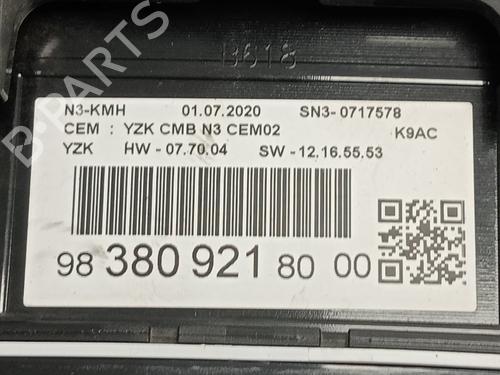 B618
N3-KMH 01.07.2020 SN3- 0717578
CEM : YZK CMB N3 CEM02 K9AC
YZK HW - 07.70.04 SW - 12.16.55.53
98 380 921 80 00
B-PARTS